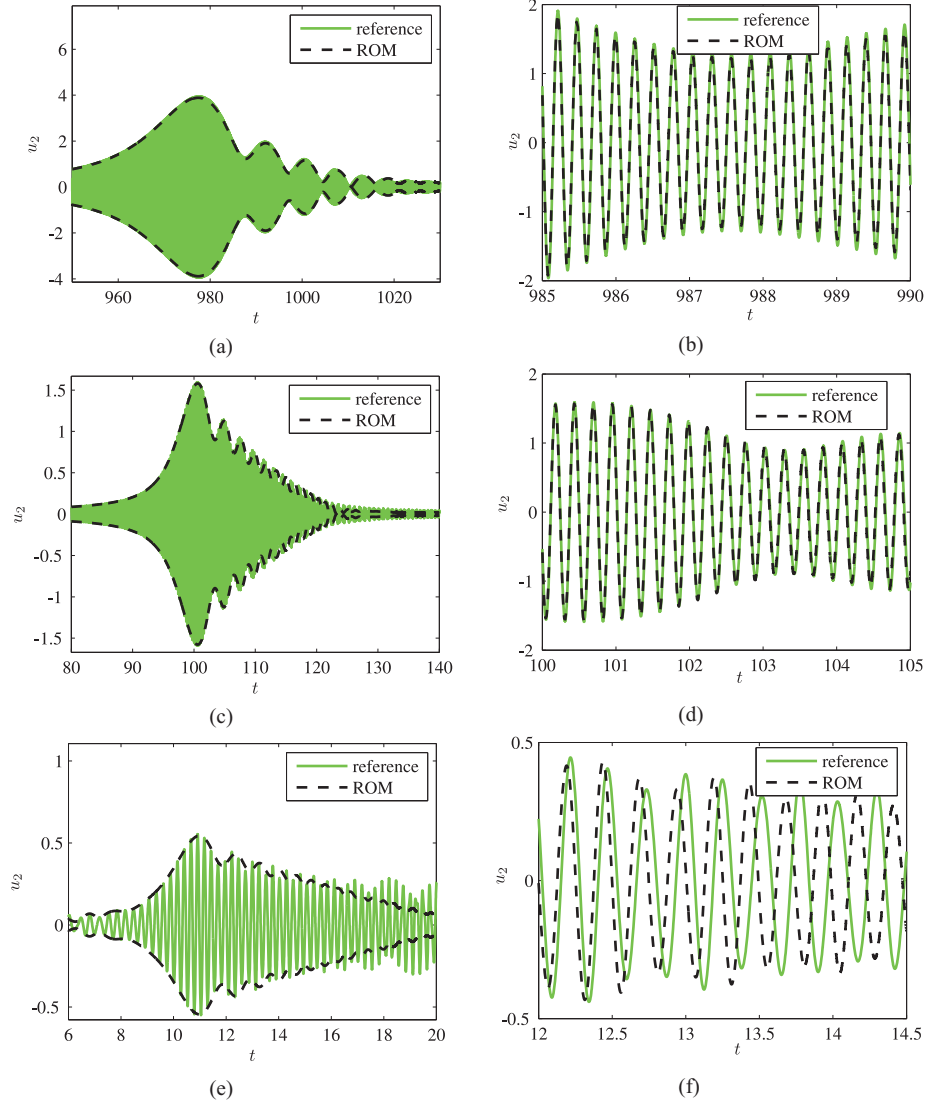 reference
ROM
6
4
2
0
-2
-4
u2
960
980
1000
1020
t
(a)
reference
ROM
2
1
0
-1
-2
u2
985
986
987
988
989
990
t
(b)
reference
ROM
1.5
1
0.5
0
-0.5
-1
-1.5
u2
80
90
100
110
120
130
140
t
(c)
reference
ROM
2
1
0
-1
-2
u2
100
101
102
103
104
105
t
(d)
reference
ROM
1
0.5
0
-0.5
u2
6
8
10
12
14
16
18
20
t
(e)
reference
ROM
0.5
0
-0.5
u2
12
12.5
13
13.5
14
14.5
t
(f)